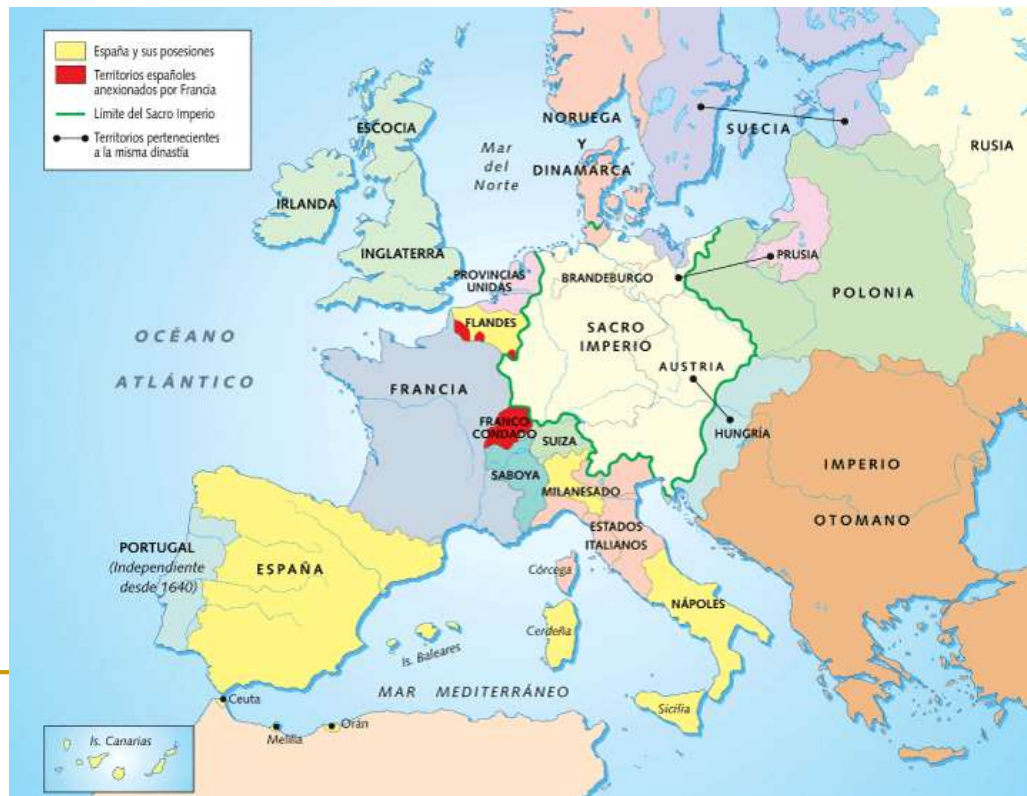 España y sus posesiones
Territorios españoles
anexionados por Francia
Límite del Sacro Imperio
Territorios pertenecientes
a la misma dinastía
ESCOCIA
IRLANDA
INGLATERRA
Mar
del
Norte
NORUEGA
Y
DINAMARCA
SUECIA
RUSIA
PROVINCIAS
UNIDAS
BRANDEBURGO
PRUSIA
POLONIA
FLANDES
SACRO
IMPERIO
OCÉANO
ATLÁNTICO
FRANCIA
AUSTRIA
HUNGRÍA
FRANCO
CONDADO
SUIZA
SABOYA
MILANESADO
IMPERIO
OTOMANO
ESTADOS
ITALIANOS
PORTUGAL
(Independiente
desde 1640)
ESPAÑA
Córcega
NÁPOLES
Cerdeña
Is. Baleares
MAR MEDITERRÁNEO
Sicilia
Ceuta
Melilla
Orán
Is. Canarias